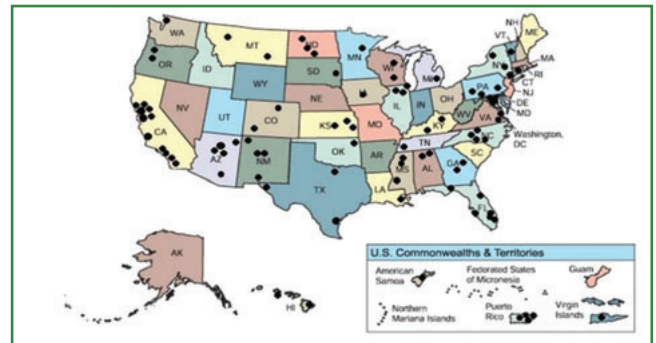 NH
WA
VT
ME
MT
ND
MN
OR
ID
SD
WI
MI
NY
MA
RI
CT
WY
PA
NJ
NE
IA
NV
UT
IL
IN
OH
DE
MD
CO
WV
VA
CA
KS
MO
KY
Washington,
DC
TN
AZ
NM
OK
AR
SC
MS
AL
GA
TX
LA
FL
AK
HI
U.S. Commonwealths & Territories
American
Samoa
Federated States
of Micronesia
Guam
Northern
Mariana Islands
Puerto
Rico
Virgin
Islands